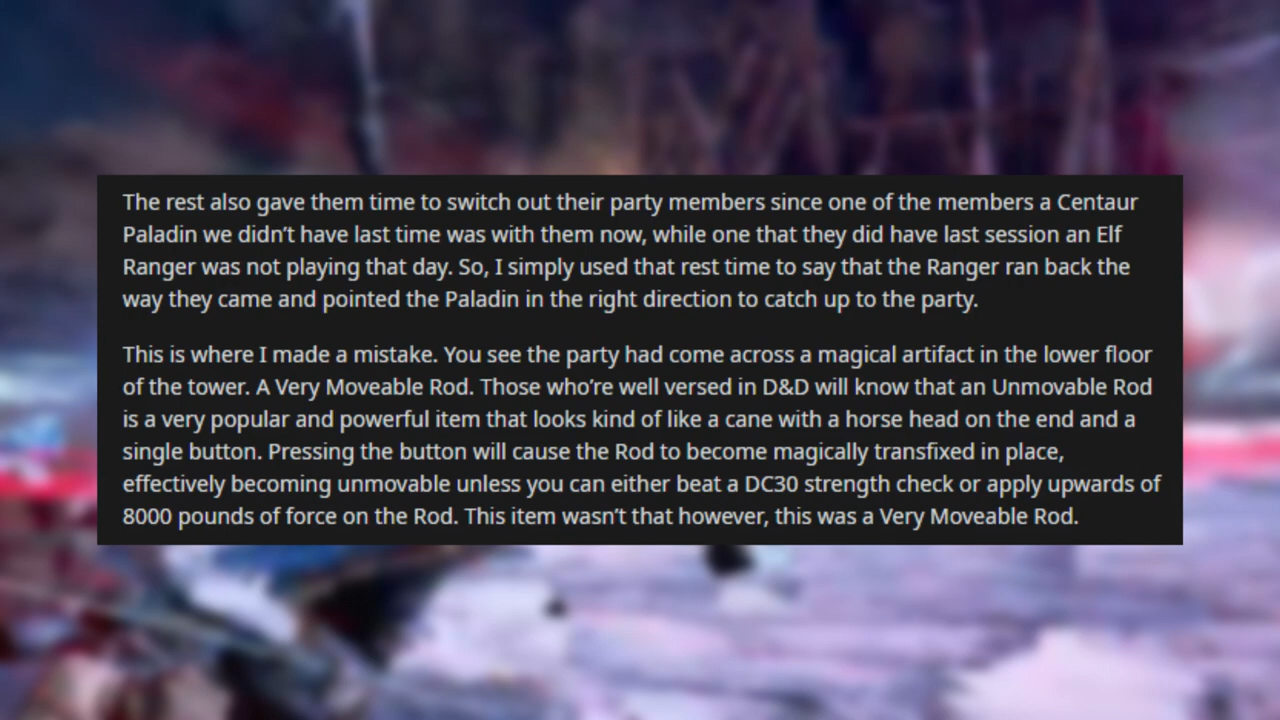 The rest also gave them time to switch out their party members since one of the members a Centaur
Paladin we didn’t have last time was with them now, while one that they did have last session an Elf
Ranger was not playing that day. So, I simply used that rest time to say that the Ranger ran back the
way they came and pointed the Paladin in the right direction to catch up to the party.
This is where I made a mistake. You see the party had come across a magical artifact in the lower floor
of the tower. A Very Moveable Rod. Those who’re well versed in D&D will know that an Unmovable Rod
is a very popular and powerful item that looks kind of like a cane with a horse head on the end and a
single button. Pressing the button will cause the Rod to become magically transfixed in place,
effectively becoming unmovable unless you can either beat a DC30 strength check or apply upwards of
8000 pounds of force on the Rod. This item wasn’t that however, this was a Very Moveable Rod.